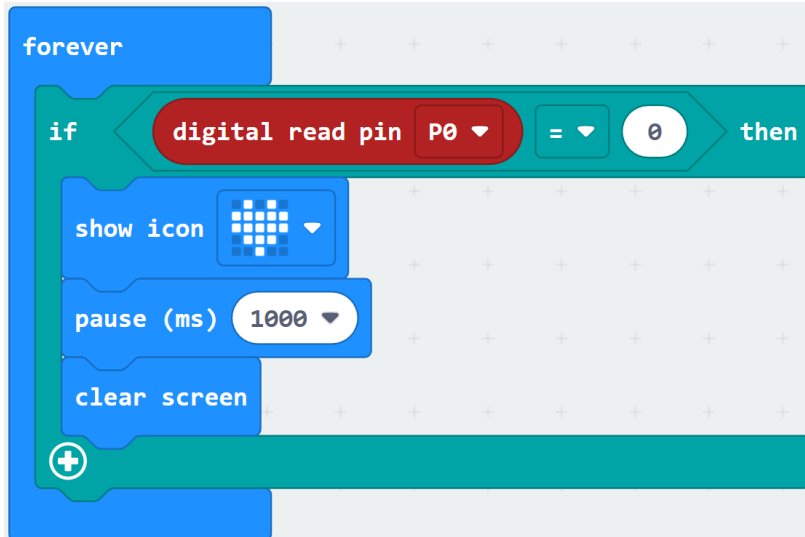 forever
if digital read pin P0 = 0 then
show icon
pause (ms) 1000
clear screen